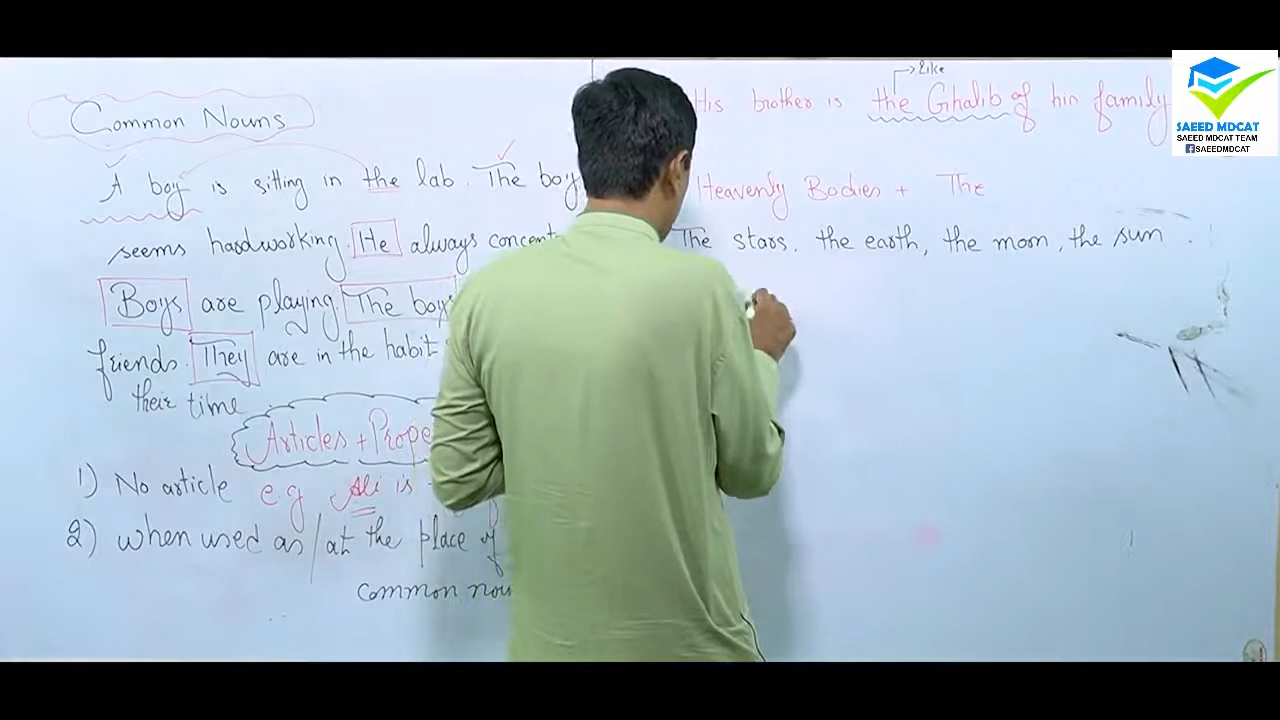 Common Nouns
A boy is sitting in the lab. The boy
seems hardworking. He always concent
Boys are playing. The boys
friends. They are in the habit
their time
Articles + Prope
1) No article e.g Ali is
2) when used as / at the place of
common noun
Like
His brother is the Ghalib of his family
Heavenly Bodies + The
The stars, the earth, the moon, the sun.
SAEED MDCAT
SAEED MDCAT TEAM
SAEEDMDCAT